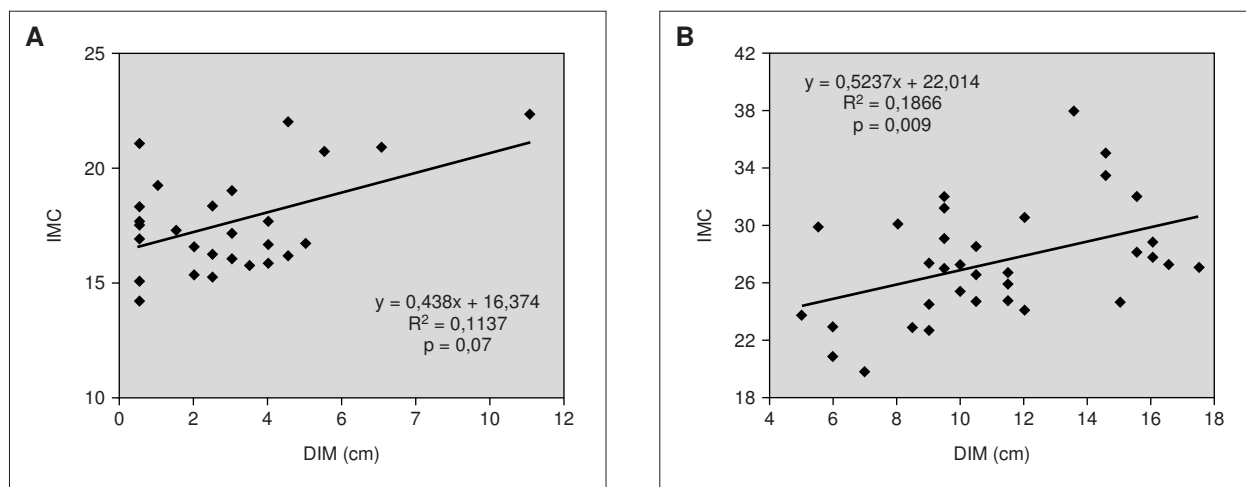 A
25
20
15
10
IMC
y = 0,438x + 16,374
R² = 0,1137
p = 0,07
0 2 4 6 8 10 12
DIM (cm)
B
42
38
34
30
26
22
18
IMC
y = 0,5237x + 22,014
R² = 0,1866
p = 0,009
4 6 8 10 12 14 16 18
DIM (cm)